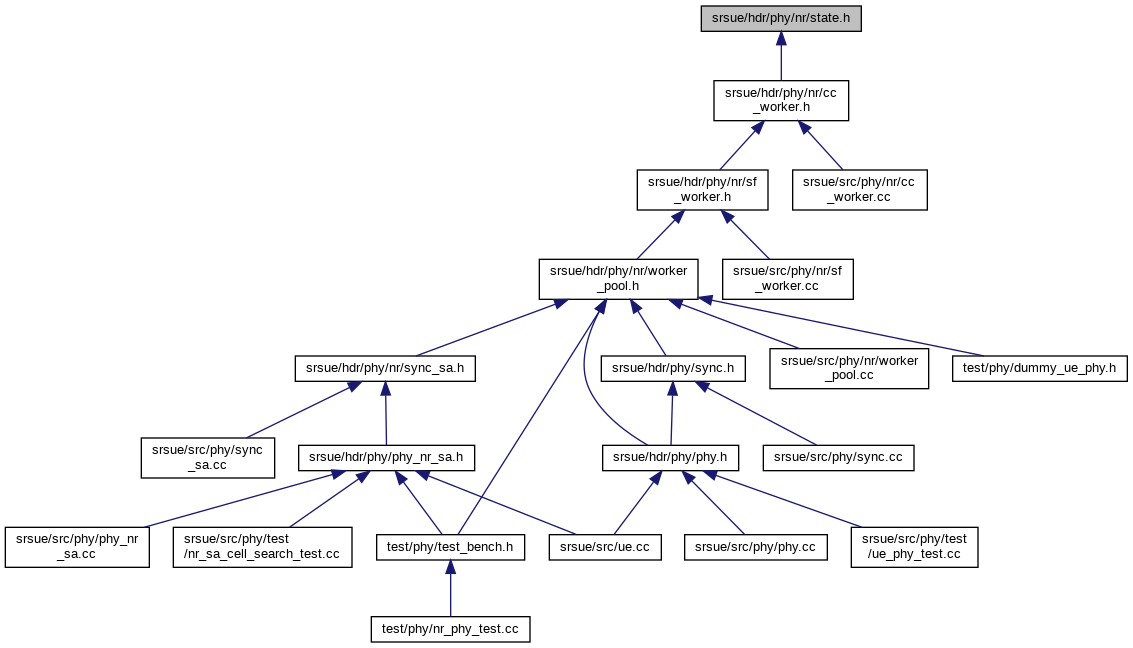 srsue/hdr/phy/nr/state.h
srsue/hdr/phy/nr/cc
_worker.h
srsue/hdr/phy/nr/sf
_worker.h
srsue/src/phy/nr/cc
_worker.cc
srsue/hdr/phy/nr/worker
_pool.h
srsue/src/phy/nr/sf
_worker.cc
srsue/hdr/phy/nr/sync_sa.h
srsue/hdr/phy/sync.h
srsue/src/phy/nr/worker
_pool.cc
test/phy/dummy_ue_phy.h
srsue/src/phy/sync
_sa.cc
srsue/hdr/phy/phy_nr_sa.h
srsue/hdr/phy/phy.h
srsue/src/phy/sync.cc
srsue/src/phy/phy_nr
_sa.cc
srsue/src/phy/test
/nr_sa_cell_search_test.cc
test/phy/test_bench.h
srsue/src/ue.cc
srsue/src/phy/phy.cc
srsue/src/phy/test
/ue_phy_test.cc
test/phy/nr_phy_test.cc